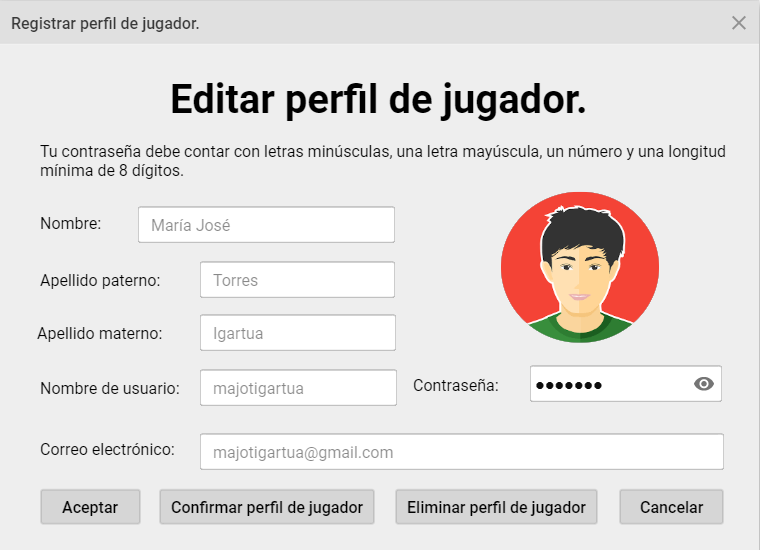 Registrar perfil de jugador.
Editar perfil de jugador.
Tu contraseña debe contar con letras minúsculas, una letra mayúscula, un número y una longitud
mínima de 8 dígitos.
Nombre: María José
Apellido paterno: Torres
Apellido materno: Igartua
Nombre de usuario: majotigartua Contraseña: •••••••
Correo electrónico: majotigartua@gmail.com
Aceptar Confirmar perfil de jugador Eliminar perfil de jugador Cancelar